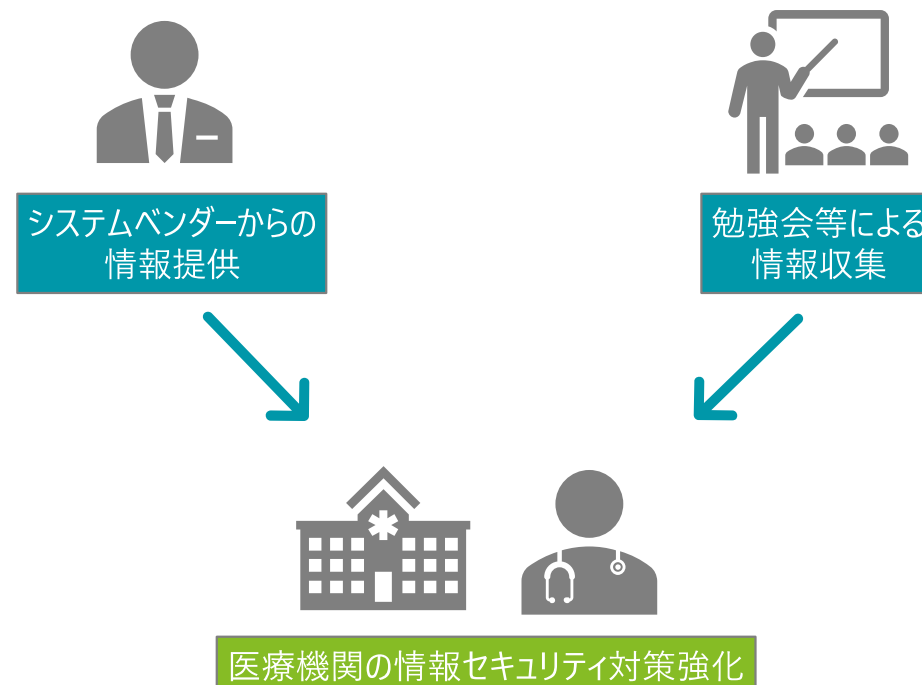 システムベンダーからの
情報提供
勉強会等による
情報収集
医療機関の情報セキュリティ対策強化